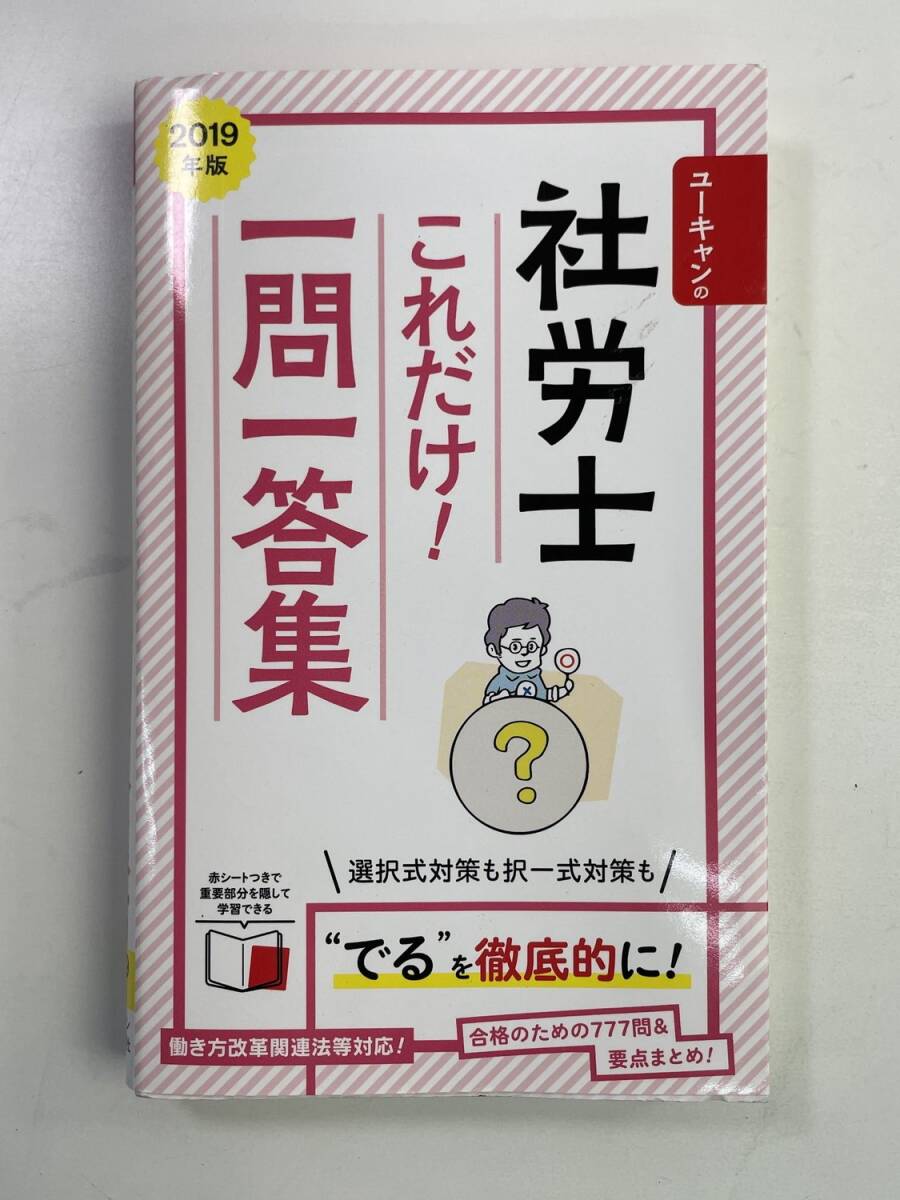 2019
年版
ユーキャンの
社労士
これだけ!
一問一答集
?
選択式対策も択一式対策も
赤シートつきで
重要部分を隠して
学習できる
“でる”を徹底的に!
働き方改革関連法等対応!
合格のための777問&
要点まとめ!